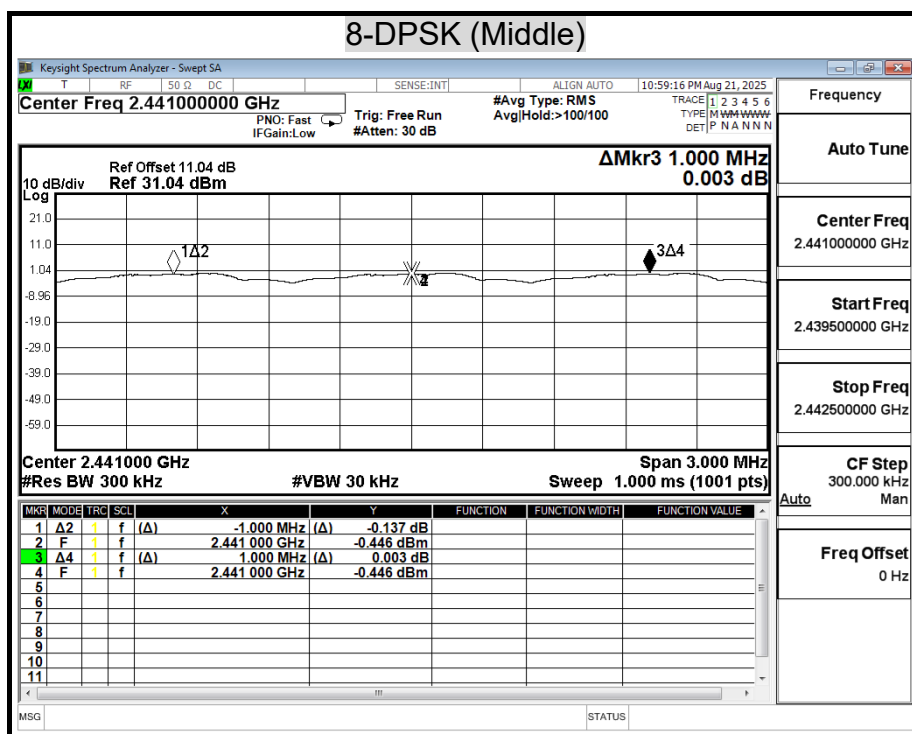 8-DPSK (Middle)
Keysight Spectrum Analyzer - Swept SA
LXI T RF 50 Ω DC SENSE:INT ALIGN AUTO 10:59:16 PM Aug 21, 2025
Center Freq 2.441000000 GHz
PNO: Fast
IFGain:Low
Trig: Free Run
#Atten: 30 dB
#Avg Type: RMS
Avg|Hold:>100/100
TRACE 1 2 3 4 5 6
TYPE M WM WWWW
DET P N A N N N
Ref Offset 11.04 dB
10 dB/div Ref 31.04 dBm
Log
ΔMkr3 1.000 MHz
0.003 dB
21.0
11.0
1.04
-8.96
-19.0
-29.0
-39.0
-49.0
-59.0
1Δ2
3Δ4
Center 2.441000 GHz Span 3.000 MHz
#Res BW 300 kHz #VBW 30 kHz Sweep 1.000 ms (1001 pts)
MKR MODE TRC SCL X Y FUNCTION FUNCTION WIDTH FUNCTION VALUE
1 Δ2 1 f (Δ) -1.000 MHz (Δ) -0.137 dB
2 F 1 f 2.441 000 GHz -0.446 dBm
3 Δ4 1 f (Δ) 1.000 MHz (Δ) 0.003 dB
4 F 1 f 2.441 000 GHz -0.446 dBm
5
6
7
8
9
10
11
MSG STATUS
Frequency
Auto Tune
Center Freq
2.441000000 GHz
Start Freq
2.439500000 GHz
Stop Freq
2.442500000 GHz
CF Step
300.000 kHz
Auto Man
Freq Offset
0 Hz